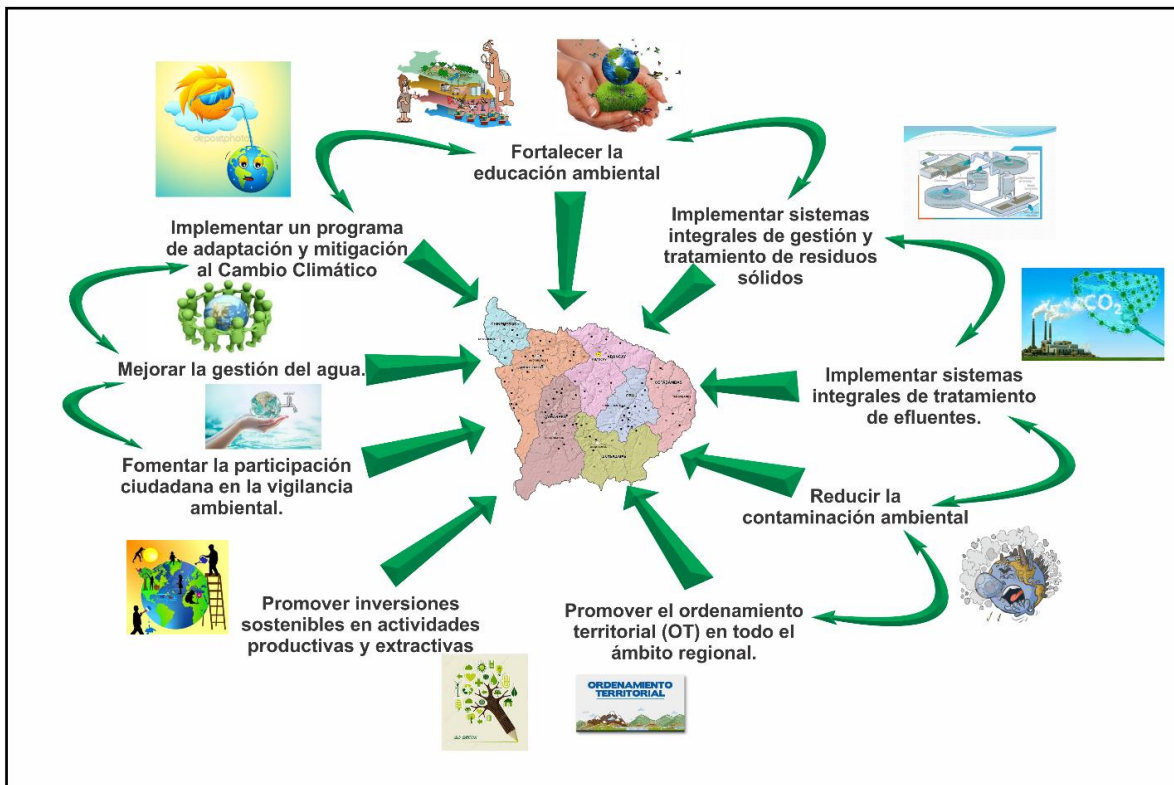 Fortalecer la
educación ambiental
Implementar un programa
de adaptación y mitigación
al Cambio Climático
Implementar sistemas
integrales de gestión y
tratamiento de residuos
sólidos
CO2
Mejorar la gestión del agua.
Implementar sistemas
integrales de tratamiento
de efluentes.
Fomentar la participación
ciudadana en la vigilancia
ambiental.
Reducir la
contaminación ambiental
Promover inversiones
sostenibles en actividades
productivas y extractivas
Promover el ordenamiento
territorial (OT) en todo el
ámbito regional.
ORDENAMIENTO
TERRITORIAL